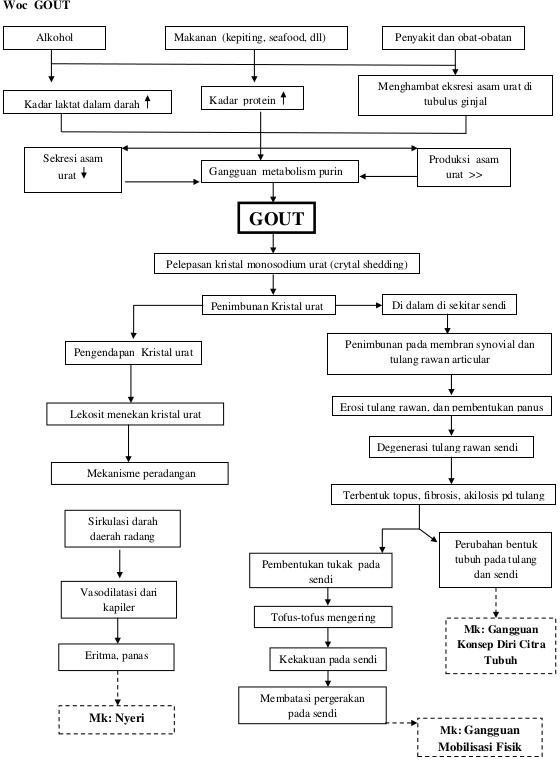 Woc GOUT
Alkohol
Makanan (kepiting, seafood, dll)
Penyakit dan obat-obatan
Kadar laktat dalam darah
Kadar protein
Menghambat eksresi asam urat di
tubulus ginjal
Sekresi asam
urat
Gangguan metabolism purin
Produksi asam
urat >>
GOUT
Pelepasan kristal monosodium urat (crytal shedding)
Penimbunan Kristal urat
Di dalam di sekitar sendi
Pengendapan Kristal urat
Penimbunan pada membran synovial dan
tulang rawan articular
Lekosit menekan kristal urat
Erosi tulang rawan, dan pembentukan panus
Mekanisme peradangan
Degenerasi tulang rawan sendi
Terbentuk topus, fibrosis, akilosis pd tulang
Sirkulasi darah
daerah radang
Pembentukan tukak pada
sendi
Perubahan bentuk
tubuh pada tulang
dan sendi
Vasodilatasi dari
kapiler
Tofus-tofus mengering
Mk: Gangguan
Konsep Diri Citra
Tubuh
Eritma, panas
Kekakuan pada sendi
Mk: Nyeri
Membatasi pergerakan
pada sendi
Mk: Gangguan
Mobilisasi Fisik